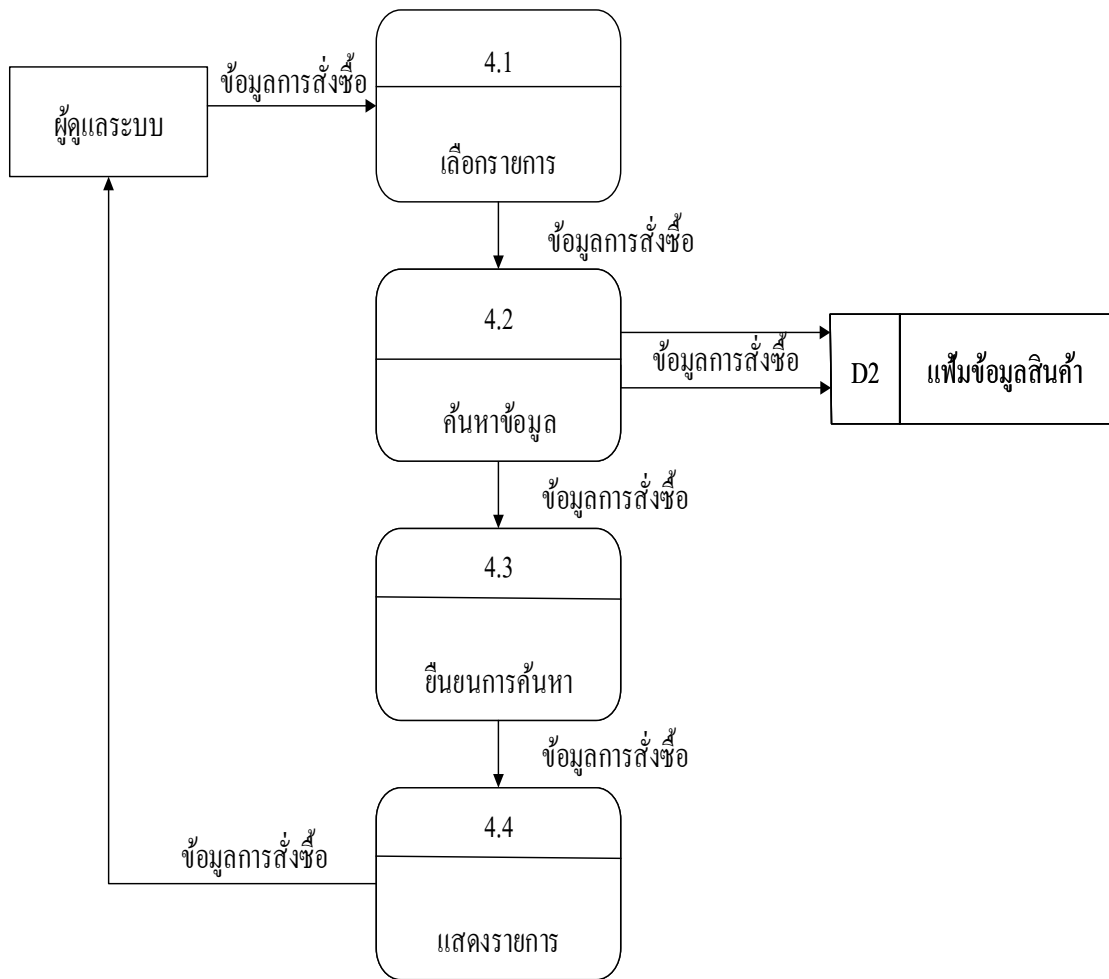 4.1
ข้อมูลการสั่งซื้อ
ผู้ดูแลระบบ
เลือกรายการ
ข้อมูลการสั่งซื้อ
4.2
ข้อมูลการสั่งซื้อ
D2
แฟ้มข้อมูลสินค้า
ค้นหาข้อมูล
ข้อมูลการสั่งซื้อ
4.3
ยืนยนการค้นหา
ข้อมูลการสั่งซื้อ
4.4
ข้อมูลการสั่งซื้อ
แสดงรายการ